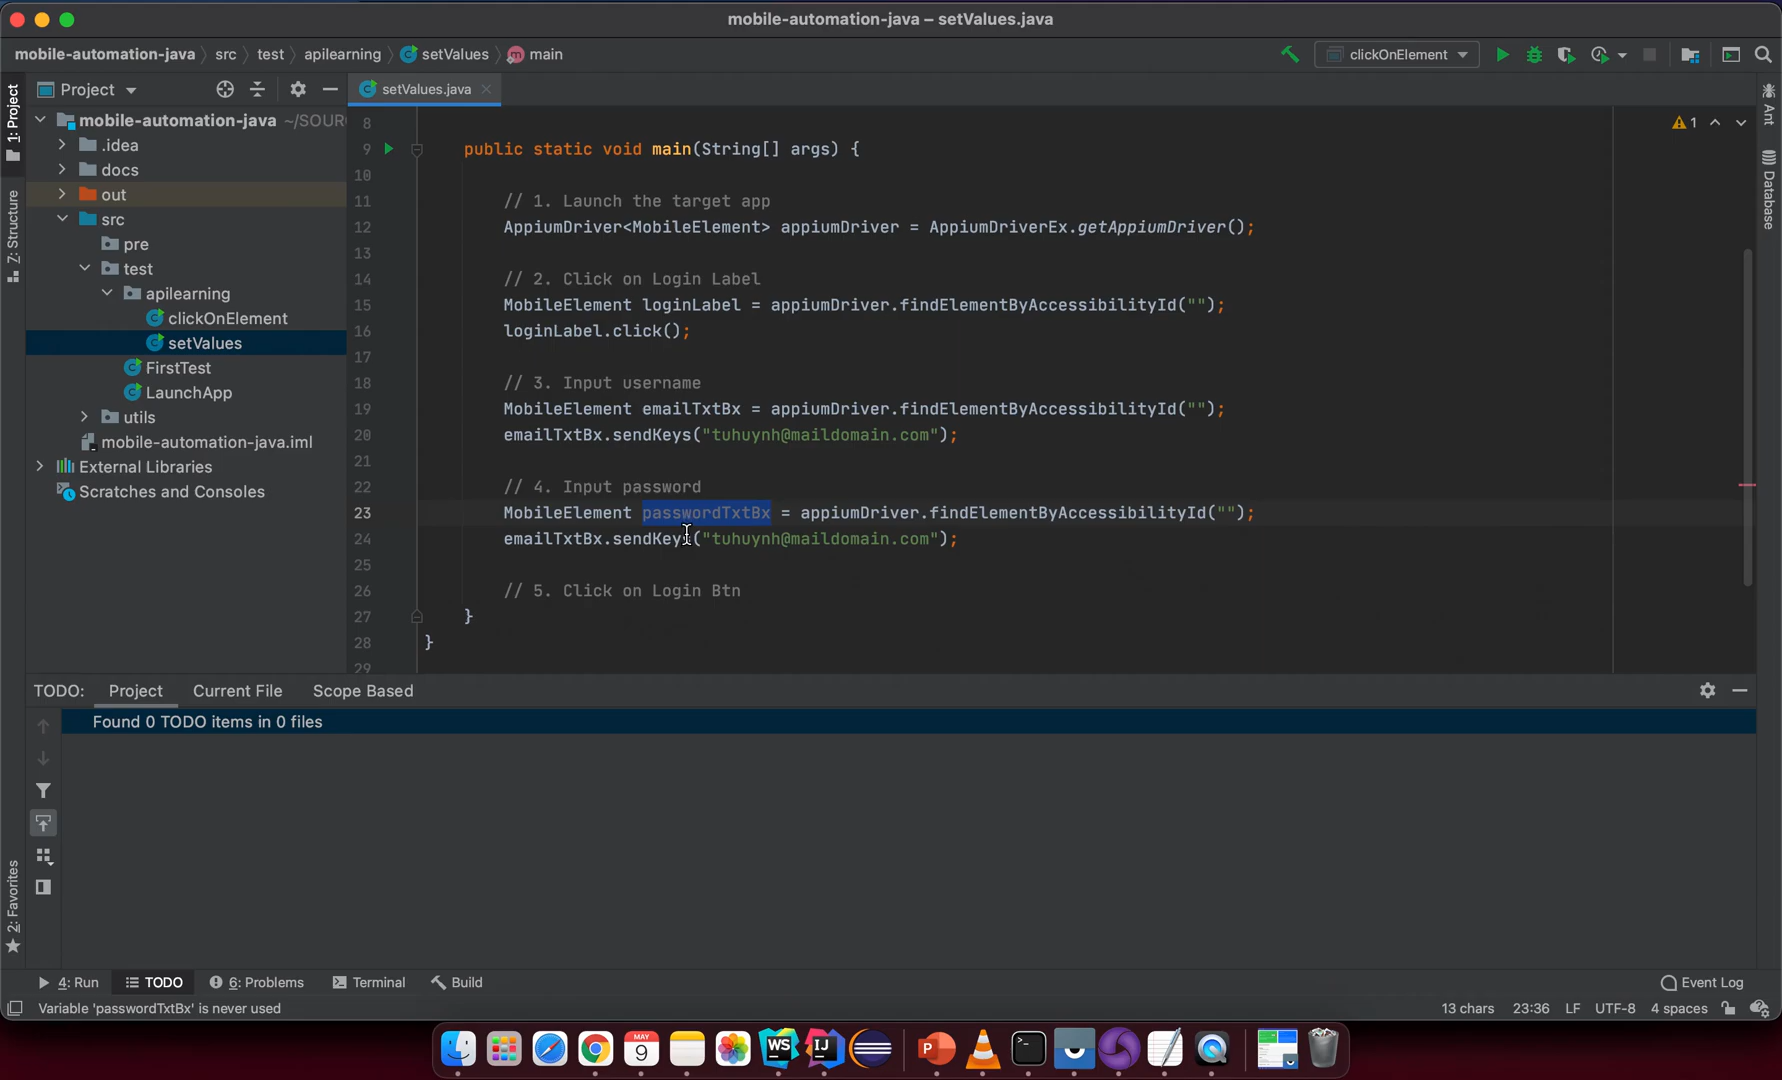 mobile-automation-java – setValues.java
mobile-automation-java src test apilearning setValues main
clickOnElement
1: Project
7: Structure
2: Favorites
Project
mobile-automation-java ~/SOUR
.idea
docs
out
src
pre
test
apilearning
clickOnElement
setValues
FirstTest
LaunchApp
utils
mobile-automation-java.iml
External Libraries
Scratches and Consoles
setValues.java
1
Ant
Database
8
9 public static void main(String[] args) {
10
11 // 1. Launch the target app
12 AppiumDriver<MobileElement> appiumDriver = AppiumDriverEx.getAppiumDriver();
13
14 // 2. Click on Login Label
15 MobileElement loginLabel = appiumDriver.findElementByAccessibilityId("");
16 loginLabel.click();
17
18 // 3. Input username
19 MobileElement emailTxtBx = appiumDriver.findElementByAccessibilityId("");
20 emailTxtBx.sendKeys("tuhuynh@maildomain.com");
21
22 // 4. Input password
23 MobileElement passwordTxtBx = appiumDriver.findElementByAccessibilityId("");
24 emailTxtBx.sendKeys("tuhuynh@maildomain.com");
25
26 // 5. Click on Login Btn
27 }
28 }
29
TODO: Project Current File Scope Based
Found 0 TODO items in 0 files
4: Run TODO 6: Problems Terminal Build Event Log
Variable 'passwordTxtBx' is never used 13 chars 23:36 LF UTF-8 4 spaces
MAY
9
WS
IJ
P